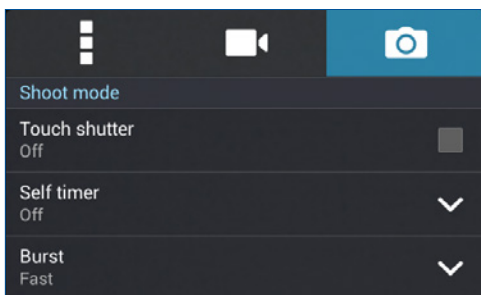 Shoot mode
Touch shutter
Off
Self timer
Off
Burst
Fast